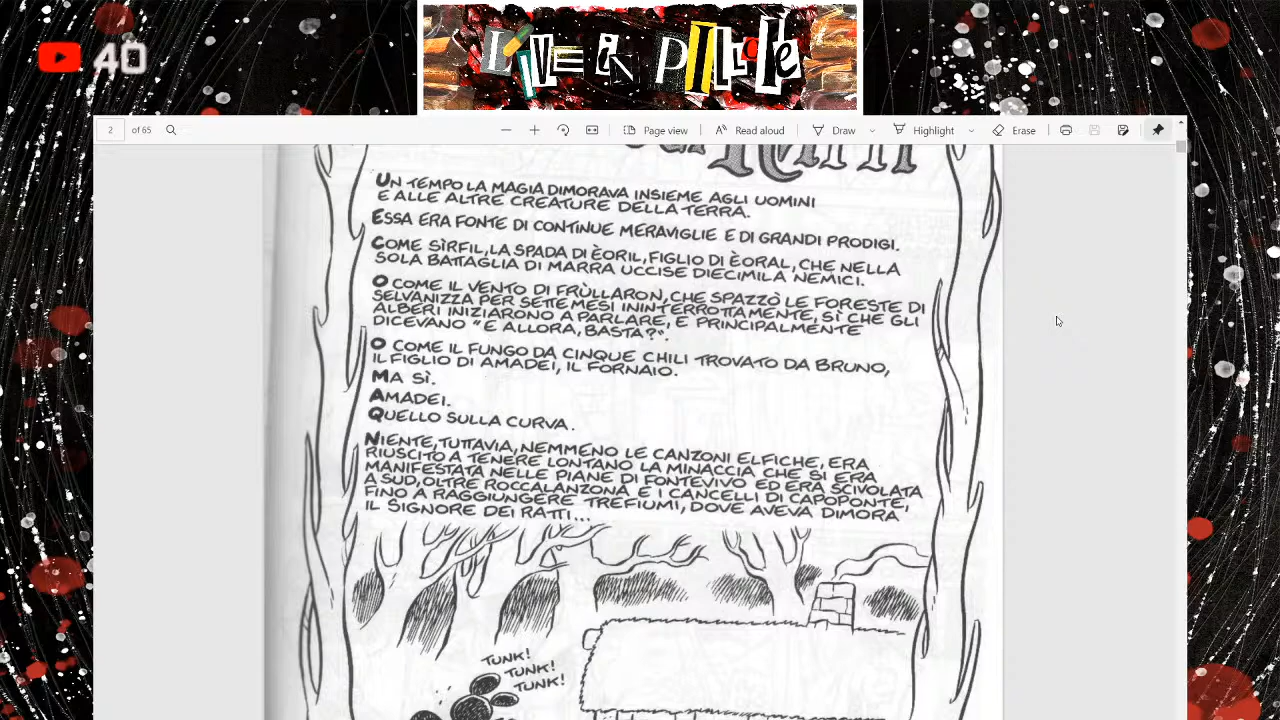 40
LiVE iN PiLLoLe
2 of 65
Page view
Read aloud
Draw
Highlight
Erase
UN TEMPO LA MAGIA DIMORAVA INSIEME AGLI UOMINI
E ALLE ALTRE CREATURE DELLA TERRA.
ESSA ERA FONTE DI CONTINUE MERAVIGLIE E DI GRANDI PRODIGI.
COME SÌRFIL, LA SPADA DI ÈORIL, FIGLIO DI ÈORAL, CHE NELLA
SOLA BATTAGLIA DI MARRA UCCISE DIECIMILA NEMICI.
O COME IL VENTO DI FRÙLLARON, CHE SPAZZÒ LE FORESTE DI
SELVANIZZA PER SETTE MESI ININTERROTTAMENTE, SÌ CHE GLI
ALBERI INIZIARONO A PARLARE, E PRINCIPALMENTE
DICEVANO "E ALLORA, BASTA?".
O COME IL FUNGO DA CINQUE CHILI TROVATO DA BRUNO,
IL FIGLIO DI AMADEI, IL FORNAIO.
MA SÌ.
AMADEI.
QUELLO SULLA CURVA.
NIENTE, TUTTAVIA, NEMMENO LE CANZONI ELFICHE, ERA
RIUSCITO A TENERE LONTANO LA MINACCIA CHE SI ERA
MANIFESTATA NELLE PIANE DI FONTEVIVO ED ERA SCIVOLATA
A SUD, OLTRE ROCCALANZONA E I CANCELLI DI CAPOPONTE,
FINO A RAGGIUNGERE TREFIUMI, DOVE AVEVA DIMORA
IL SIGNORE DEI RATTI...
TUNK!
TUNK!
TUNK!